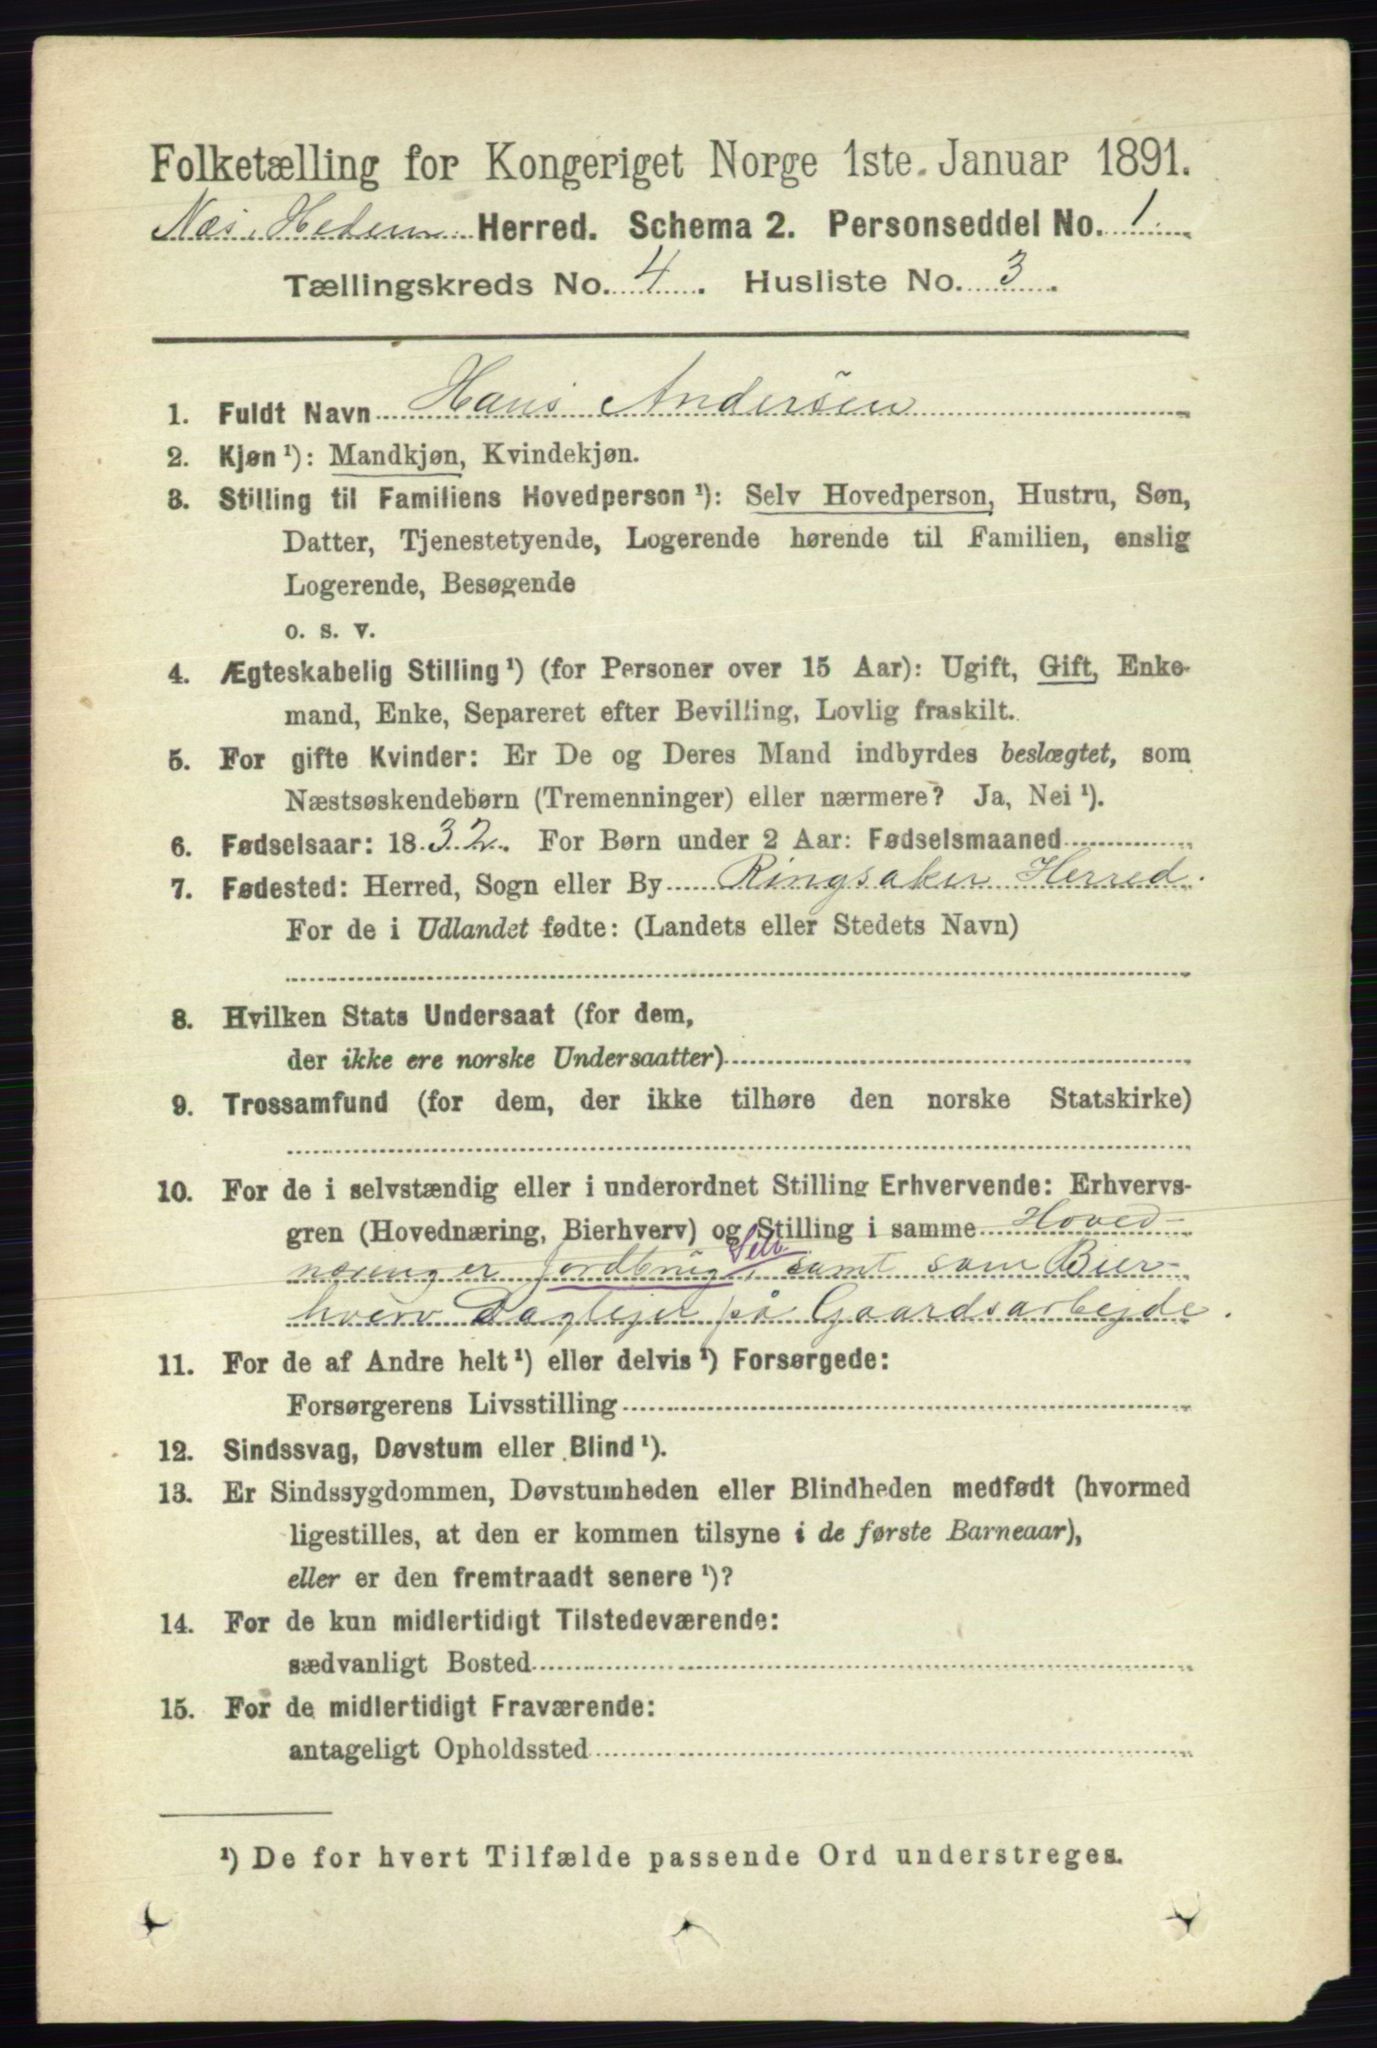 Folketælling for Kongeriget Norge 1ste. Januar 1891.
Næs, Hedem Herred. Schema 2. Personseddel No. 1
Tællingskreds No. 4. Husliste No. 3.
1. Fuldt Navn Hans Andersen
2. Kjøn¹): Mandkjøn, Kvindekjøn.
3. Stilling til Familiens Hovedperson¹): Selv Hovedperson, Hustru, Søn,
Datter, Tjenestetyende, Logerende hørende til Familien, enslig
Logerende, Besøgende
o. s. v.
4. Ægteskabelig Stilling¹) (for Personer over 15 Aar): Ugift, Gift, Enke-
mand, Enke, Separeret efter Bevilling, Lovlig fraskilt.
5. For gifte Kvinder: Er De og Deres Mand indbyrdes beslægtet, som
Næstsøskendebørn (Tremenninger) eller nærmere? Ja, Nei¹).
6. Fødselsaar: 1832. For Børn under 2 Aar: Fødselsmaaned
7. Fødested: Herred, Sogn eller By Ringsaker Herred.
For de i Udlandet fødte: (Landets eller Stedets Navn)
8. Hvilken Stats Undersaat (for dem,
der ikke ere norske Undersaatter)
9. Trossamfund (for dem, der ikke tilhøre den norske Statskirke)
10. For de i selvstændig eller i underordnet Stilling Erhvervende: Erhvervs-
gren (Hovednæring, Bierhverv) og Stilling i samme Hoved-
Selv
næring er Jordbrug, samt som Bier-
hverv Daglejer på Gaardsarbejde.
11. For de af Andre helt¹) eller delvis¹) Forsørgede:
Forsørgerens Livsstilling
12. Sindssvag, Døvstum eller Blind¹).
13. Er Sindssygdommen, Døvstumheden eller Blindheden medfødt (hvormed
ligestilles, at den er kommen tilsyne i de første Barneaar),
eller er den fremtraadt senere¹)?
14. For de kun midlertidigt Tilstedeværende:
sædvanligt Bosted
15. For de midlertidigt Fraværende:
antageligt Opholdssted
¹) De for hvert Tilfælde passende Ord understreges.